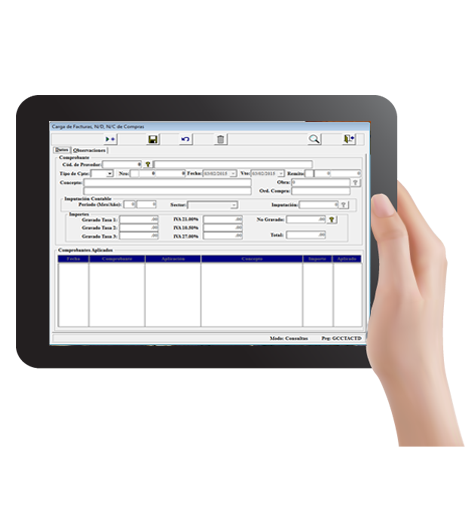 Carga de Facturas, N/D, N/C de Compras
Datos Observaciones
Comprobante
Cód. de Proveedor: 0
Tipo de Cpte: Nro: 0 0 Fecha: 03/02/2015 Vto: 03/02/2015 Remito: 0 0
Concepto: Obra: 0
Ord. Compra:
Imputación Contable
Período (Mes/Año): 0 0 Sector: Imputación: 0
Importes
Gravado Tasa 1: .00 IVA 21.00% .00 No Gravado: .00
Gravado Tasa 2: .00 IVA 10.50% .00
Gravado Tasa 3: .00 IVA 27.00% .00 Total: .00
Comprobantes Aplicados
Fecha Comprobante Aplicación Concepto Importe Aplicado
Modo: Consultas Prg: GCCTACTD